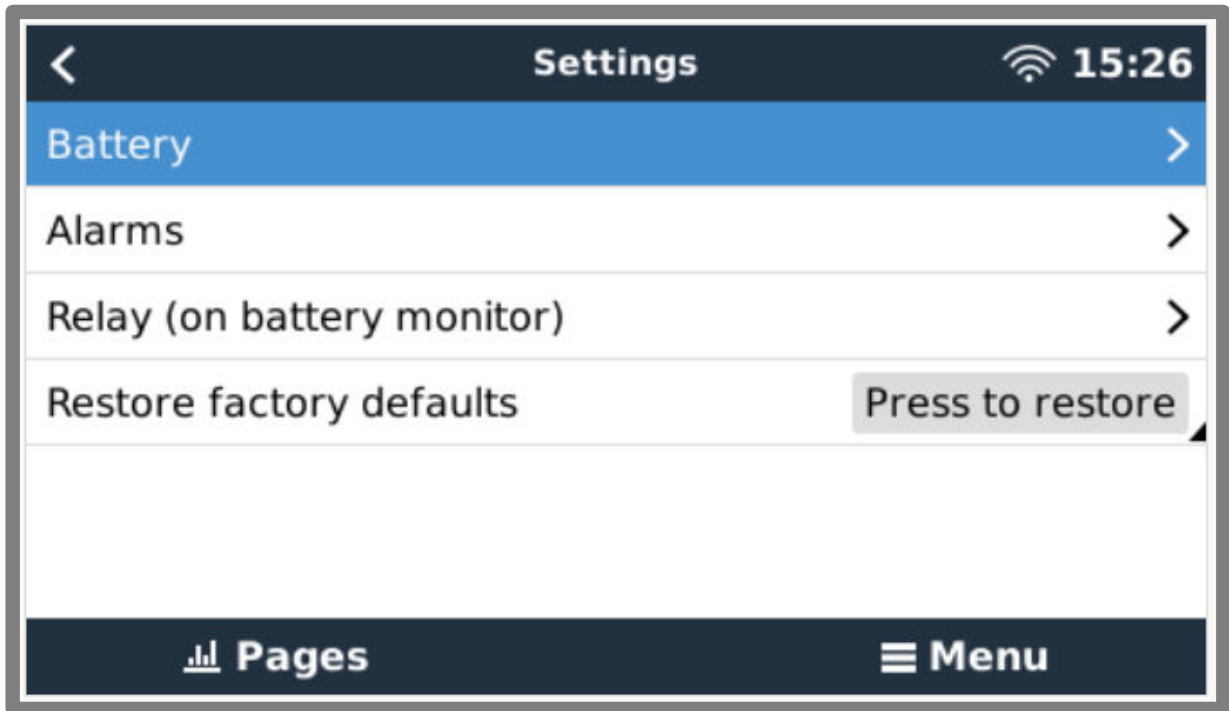 Settings 15:26
Battery
Alarms
Relay (on battery monitor)
Restore factory defaults Press to restore
Pages Menu